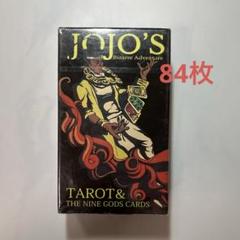 JOJO'S
Bizarre Adventure
84枚
TAROT&
THE NINE GODS CARDS